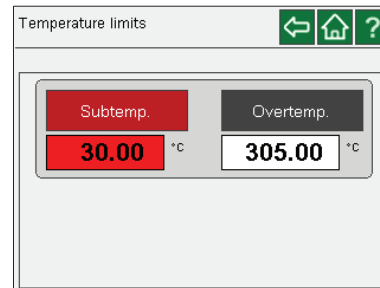 Temperature limits ?
Subtemp. Overtemp.
30.00 °C 305.00 °C